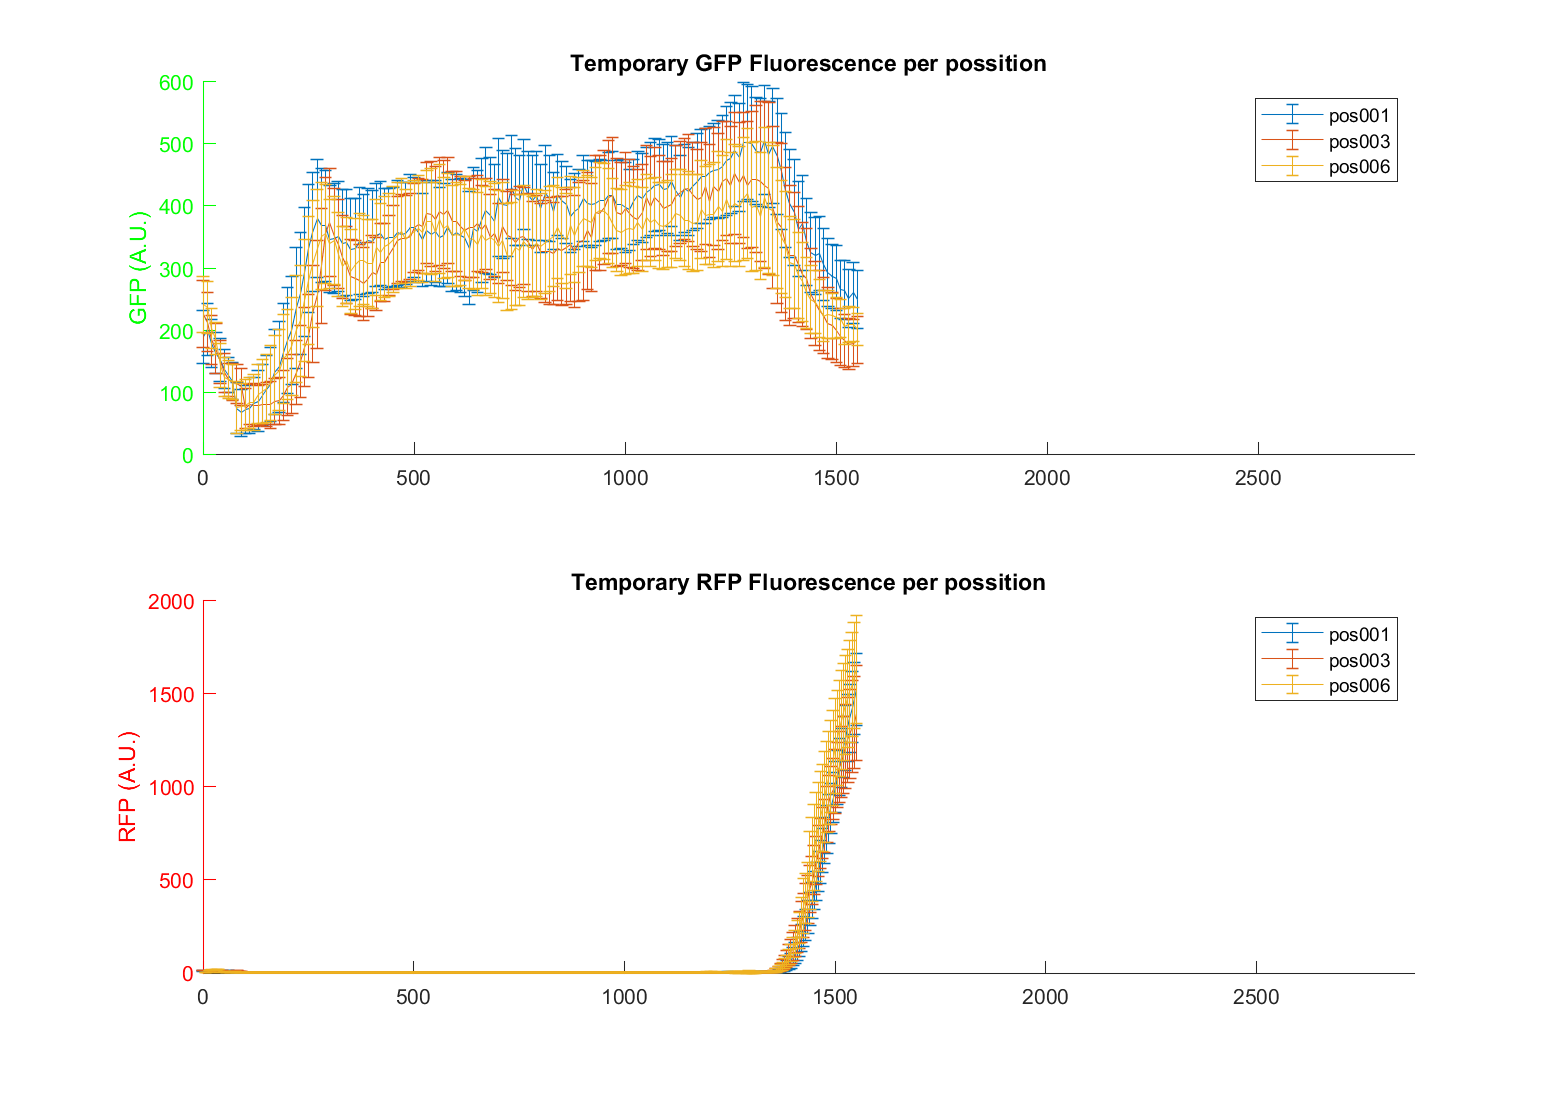 Temporary GFP Fluorescence per possition
600
500
400
300
200
100
0
GFP (A.U.)
0 500 1000 1500 2000 2500
pos001
pos003
pos006
Temporary RFP Fluorescence per possition
2000
1500
1000
500
0
RFP (A.U.)
0 500 1000 1500 2000 2500
pos001
pos003
pos006